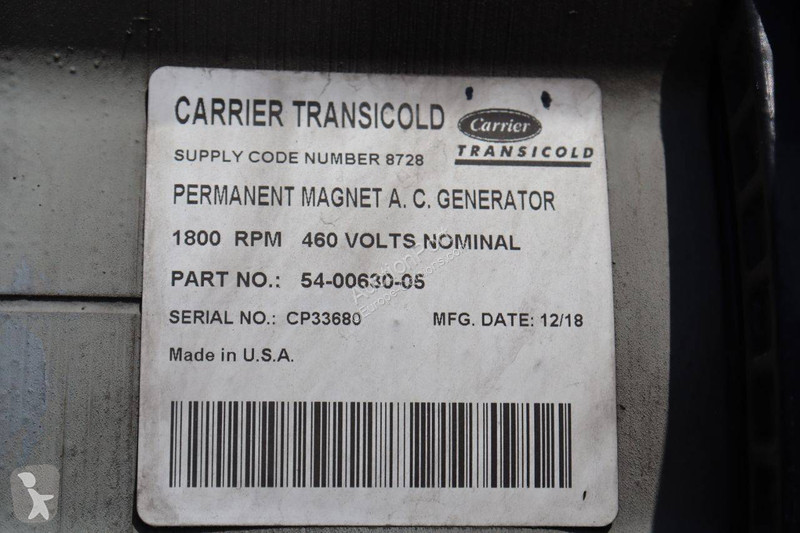 CARRIER TRANSICOLD
Carrier
TRANSICOLD
SUPPLY CODE NUMBER 8728
PERMANENT MAGNET A. C. GENERATOR
1800 RPM 460 VOLTS NOMINAL
PART NO.: 54-00630-05
SERIAL NO.: CP33680 MFG. DATE: 12/18
Made in U.S.A.